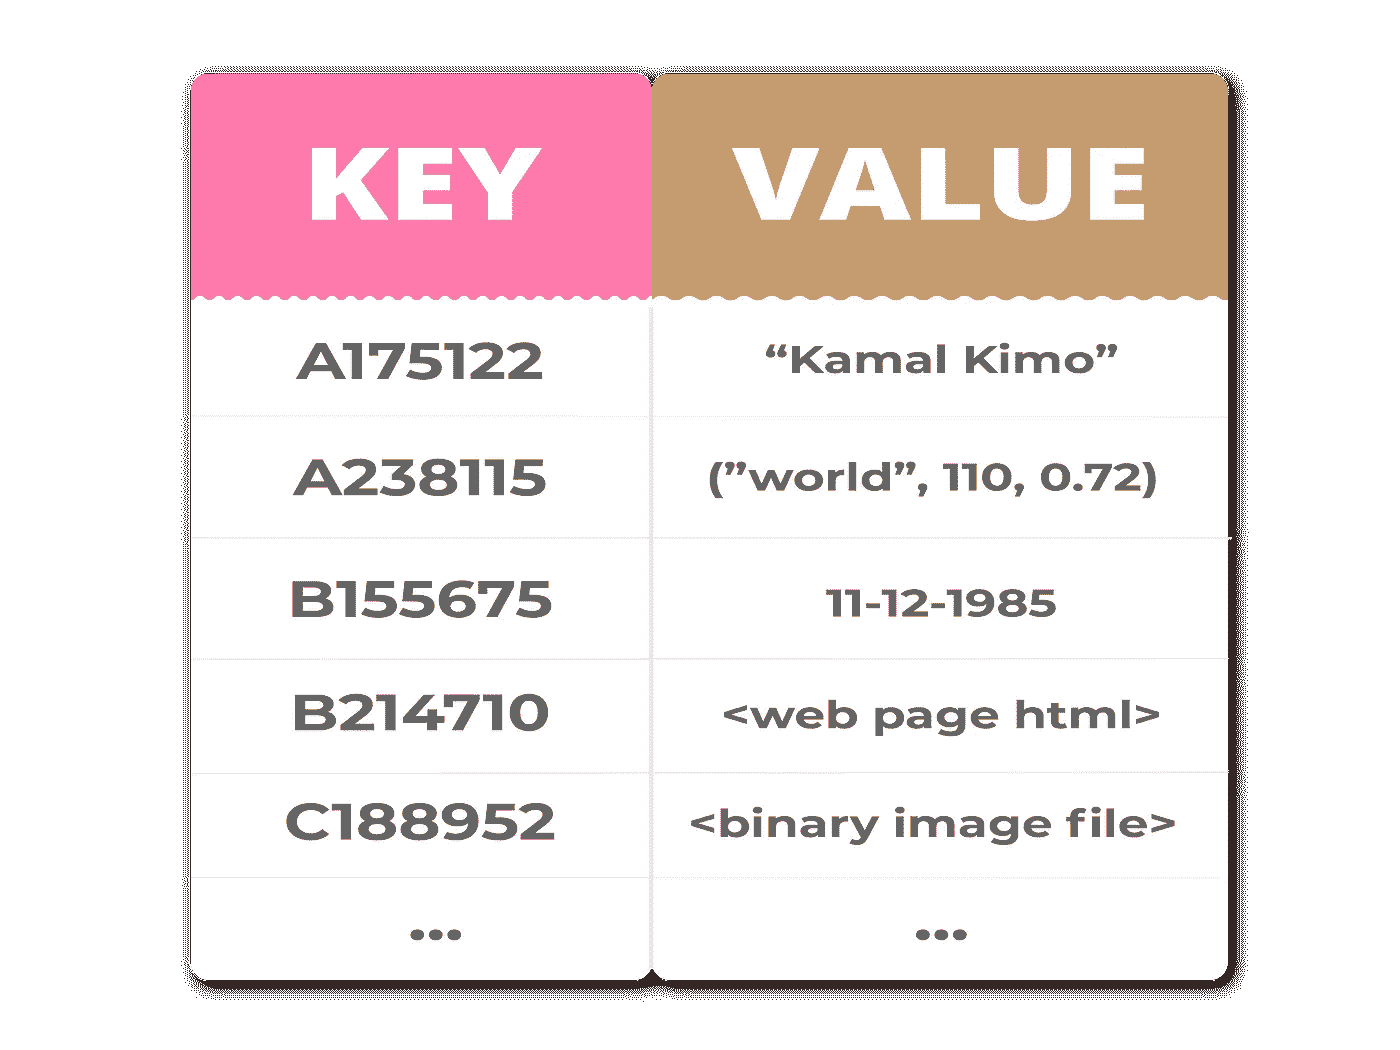 KEY VALUE
A175122 “Kamal Kimo”
A238115 (”world”, 110, 0.72)
B155675 11-12-1985
B214710 <web page html>
C188952 <binary image file>
... ...